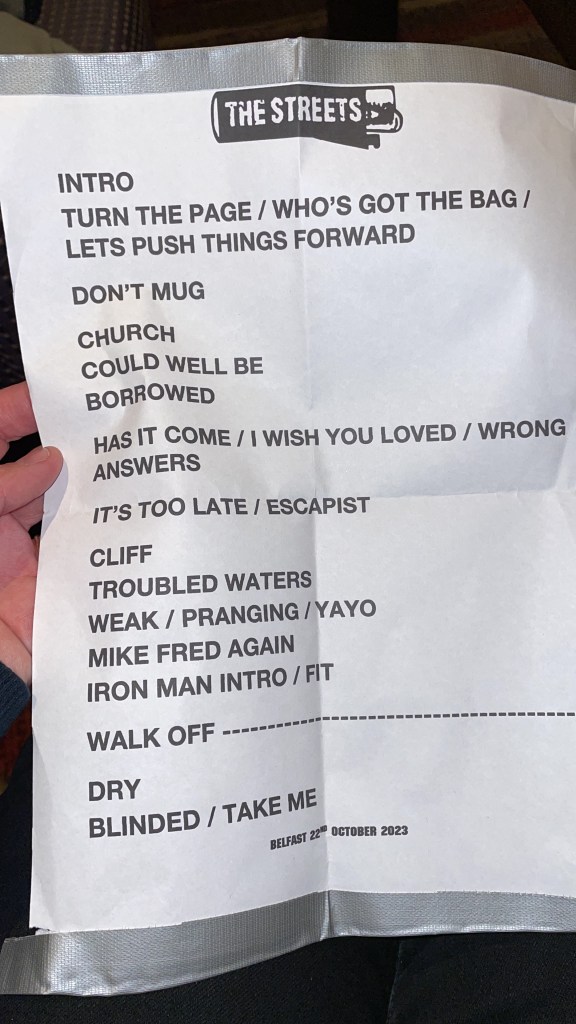 THE STREETS
INTRO
TURN THE PAGE / WHO'S GOT THE BAG /
LETS PUSH THINGS FORWARD
DON'T MUG
CHURCH
COULD WELL BE
BORROWED
HAS IT COME / I WISH YOU LOVED / WRONG
ANSWERS
IT'S TOO LATE / ESCAPIST
CLIFF
TROUBLED WATERS
WEAK / PRANGING / YAYO
MIKE FRED AGAIN
IRON MAN INTRO / FIT
WALK OFF --------------------------------
DRY
BLINDED / TAKE ME
BELFAST 22ND OCTOBER 2023